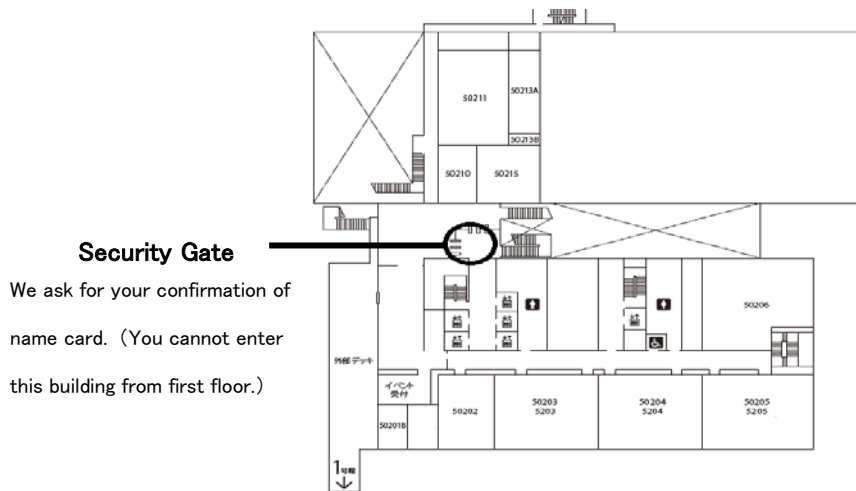 50211
50213A
50213B
50210
50215
Security Gate
We ask for your confirmation of
name card. (You cannot enter
this building from first floor.)
50206
外部デッキ
イベント
受付
50202
50203
5203
50204
5204
50205
5205
50201B
1号館